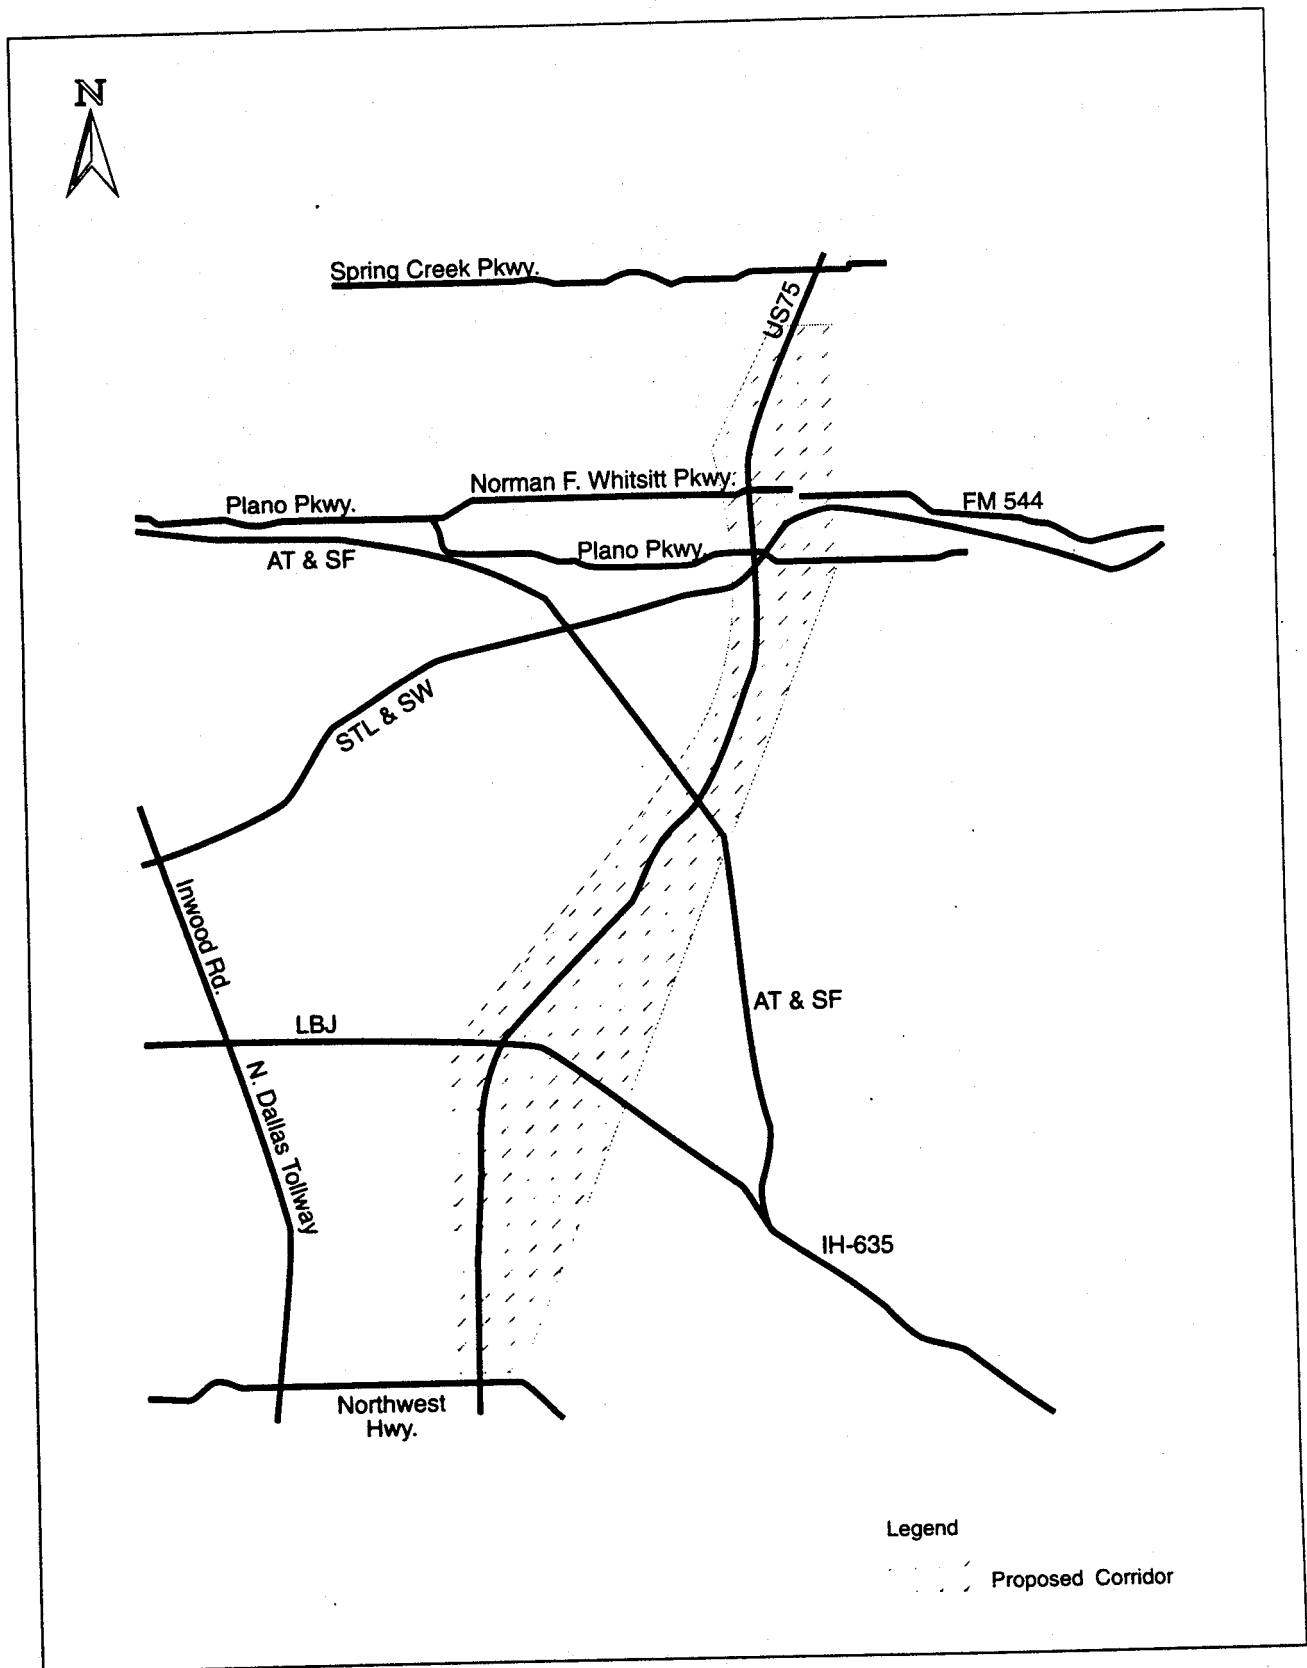 N
Spring Creek Pkwy.
US75
Norman F. Whitsitt Pkwy.
Plano Pkwy.
FM 544
AT & SF
Plano Pkwy.
STL & SW
Inwood Rd.
AT & SF
LBJ
N. Dallas Tollway
IH-635
Northwest
Hwy.
Legend
Proposed Corridor